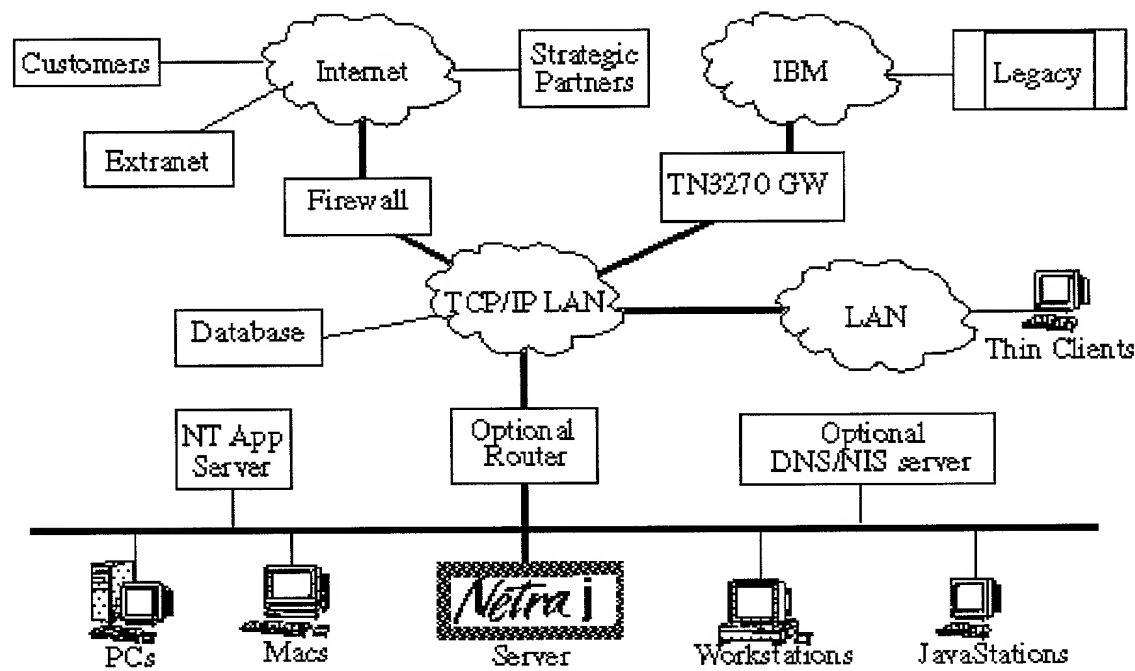 Customers
Internet
Strategic
Partners
IBM
Legacy
Extranet
Firewall
TN3270 GW
TCP/IP LAN
LAN
Database
Thin Clients
NT App
Server
Optional
Router
Optional
DNS/NIS server
Netra j
PCs
Macs
Server
Workstations
JavaStations